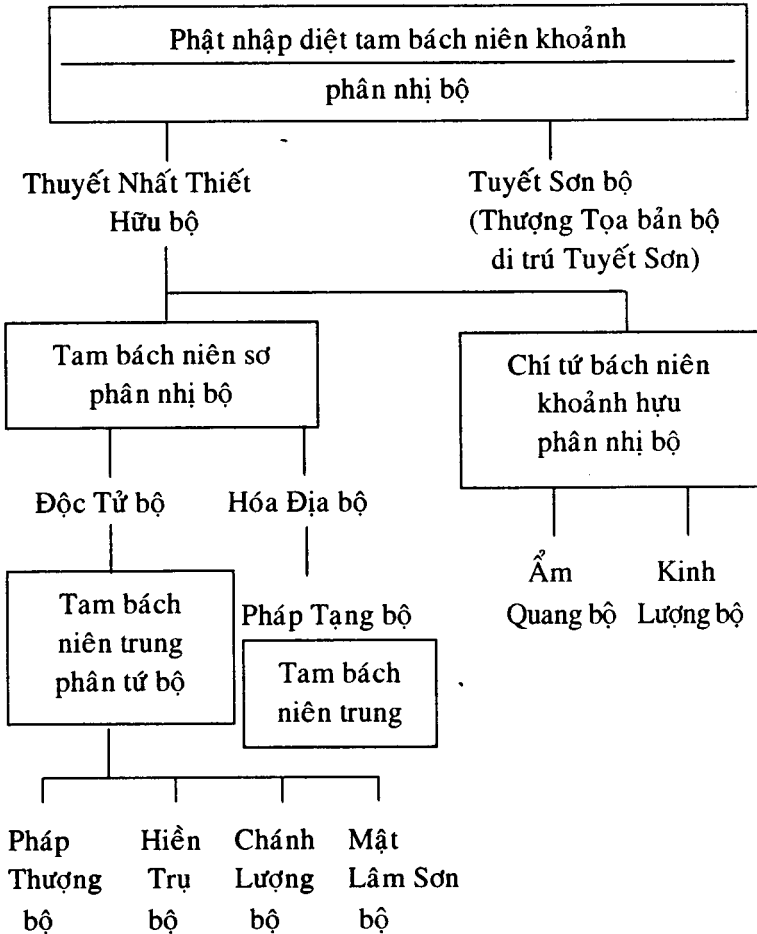 Phật nhập diệt tam bách niên khoảnh
phân nhị bộ
Thuyết Nhất Thiết
Hữu bộ
Tuyết Sơn bộ
(Thượng Tọa bản bộ
di trú Tuyết Sơn)
Tam bách niên sơ
phân nhị bộ
Chí tứ bách niên
khoảnh hựu
phân nhị bộ
Độc Tử bộ
Hóa Địa bộ
Ẩm
Quang bộ
Kinh
Lượng bộ
Tam bách
niên trung
phân tứ bộ
Pháp Tạng bộ
Tam bách
niên trung
Pháp
Thượng
bộ
Hiền
Trụ
bộ
Chánh
Lượng
bộ
Mật
Lâm Sơn
bộ